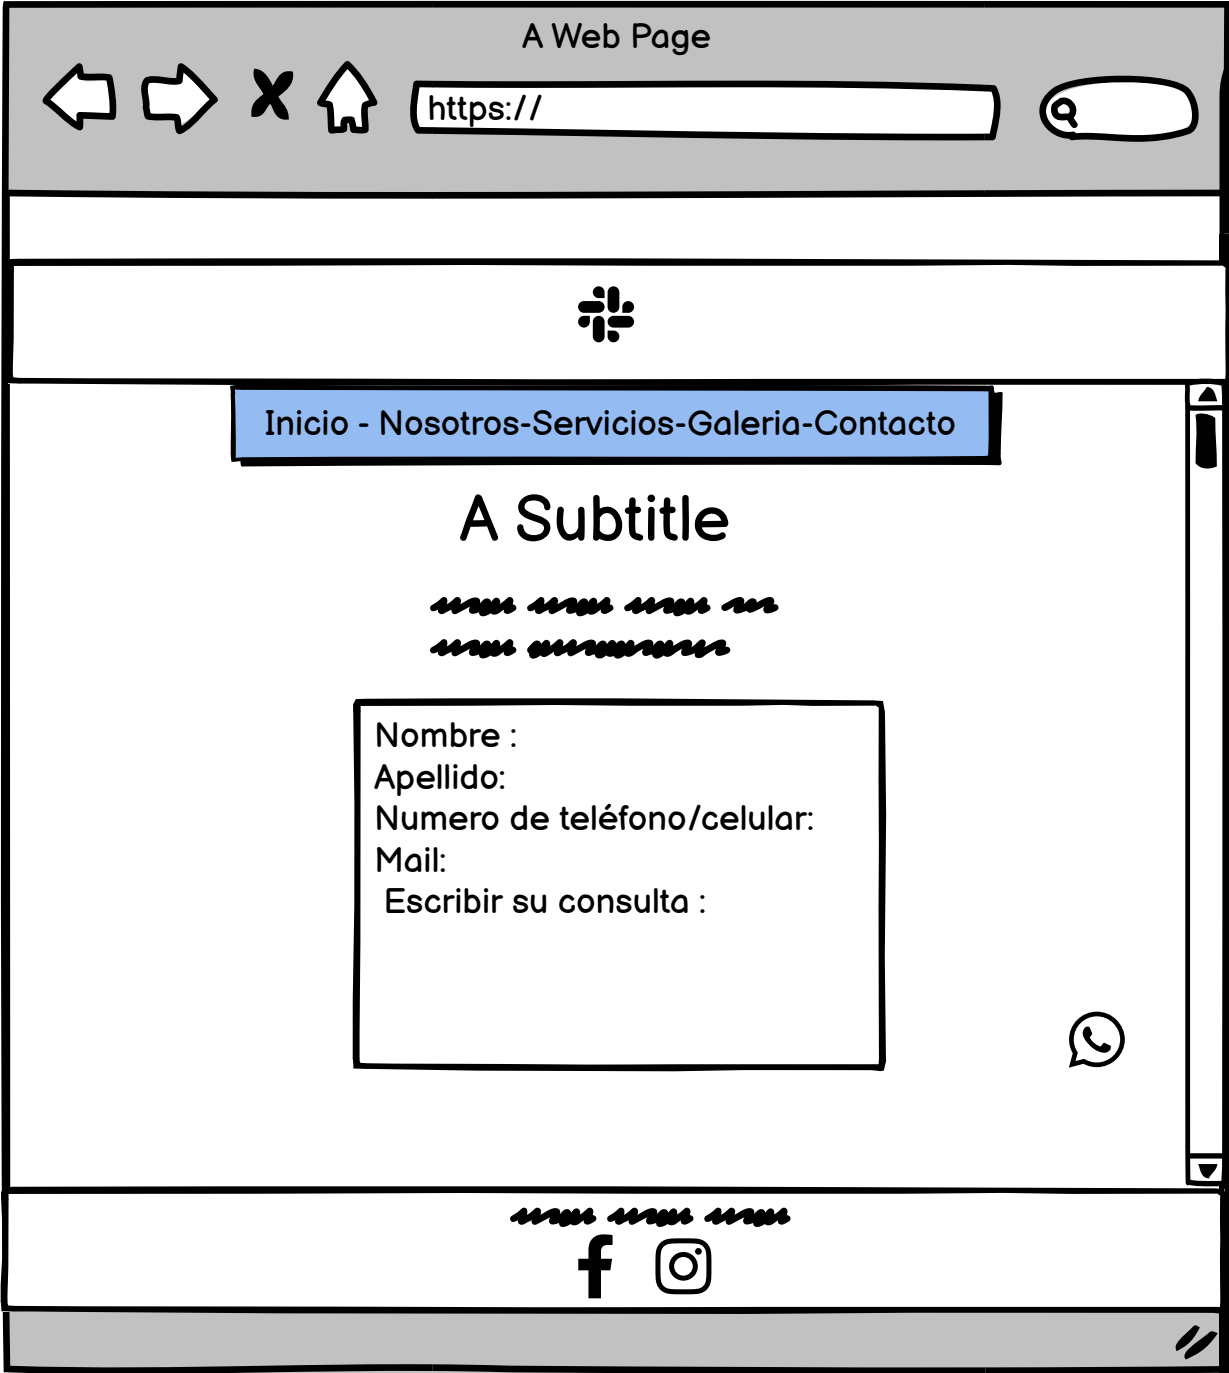 A Web Page
https://
Inicio - Nosotros-Servicios-Galeria-Contacto
A Subtitle
Nombre :
Apellido:
Numero de teléfono/celular:
Mail:
Escribir su consulta :